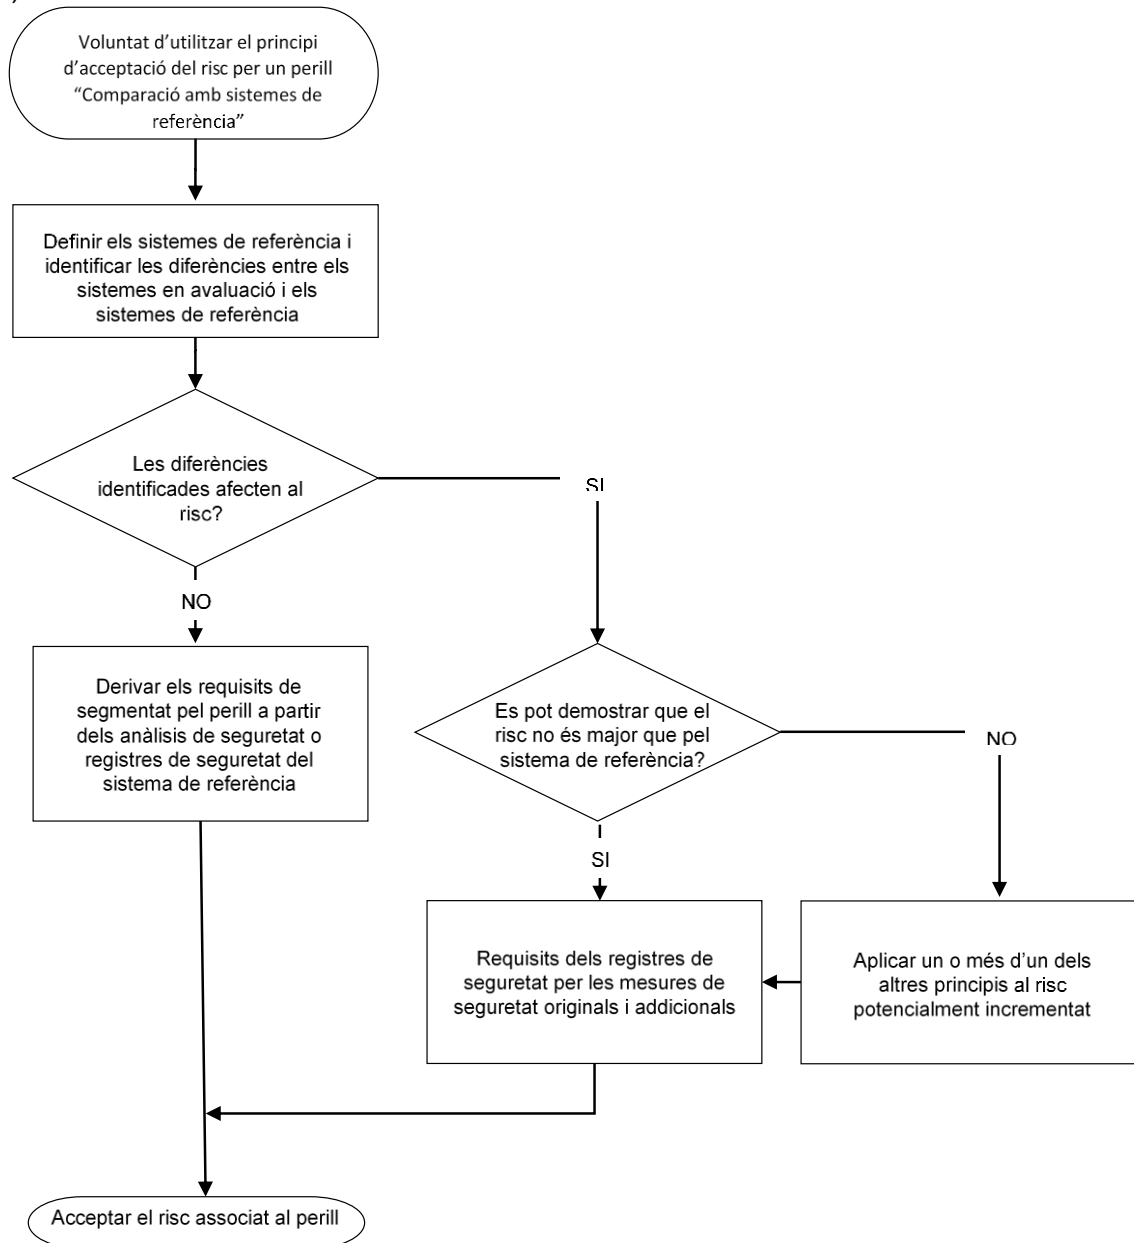 )
Voluntat d’utilitzar el principi
d’acceptació del risc per un perill
“Comparació amb sistemes de
referència”
Definir els sistemes de referència i
identificar les diferències entre els
sistemes en avaluació i els
sistemes de referència
Les diferències
identificades afecten al
risc?
SI
NO
Derivar els requisits de
segmentat pel perill a partir
dels anàlisis de seguretat o
registres de seguretat del
sistema de referència
Es pot demostrar que el
risc no és major que pel
sistema de referència?
NO
SI
Requisits dels registres de
seguretat per les mesures de
seguretat originals i addicionals
Aplicar un o més d’un dels
altres principis al risc
potencialment incrementat
Acceptar el risc associat al perill